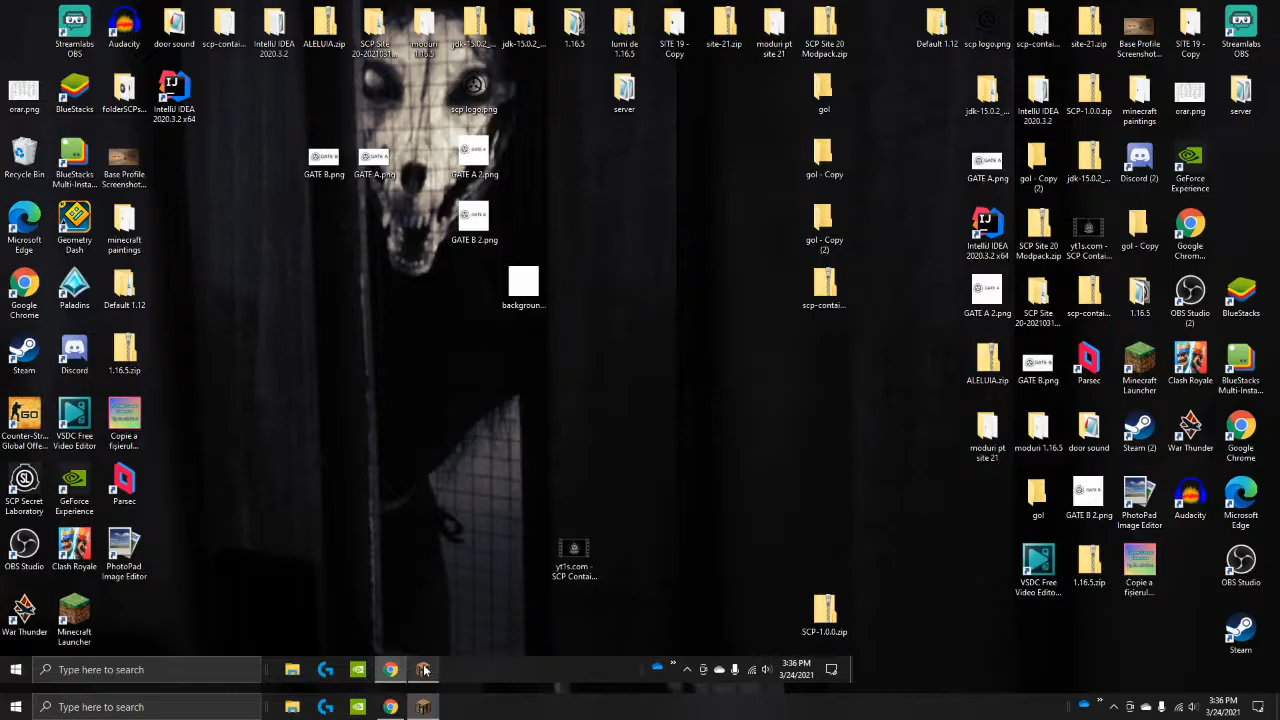 Streamlabs
OBS
Audacity
door sound
scp-contai...
IntelliJ IDEA
2020.3.2
ALELUIA.zip
SCP Site
20-2021031...
moduri
1.16.5
jdk-15.0.2_...
jdk-15.0.2_...
1.16.5
lumi de
1.16.5
SITE 19 -
Copy
site-21.zip
moduri pt
site 21
SCP Site 20
Modpack.zip
Default 1.12
scp logo.png
scp-contai...
site-21.zip
Base Profile
Screenshot...
SITE 19 -
Copy
Streamlabs
OBS
orar.png
BlueStacks
folderSCPs...
IntelliJ IDEA
2020.3.2 x64
scp logo.png
server
gol
jdk-15.0.2_...
IntelliJ IDEA
2020.3.2
SCP-1.0.0.zip
minecraft
paintings
orar.png
server
Recycle Bin
BlueStacks
Multi-Insta...
Base Profile
Screenshot...
GATE B
GATE B.png
GATE A
GATE A.png
GATE A
GATE A 2.png
gol - Copy
GATE A
GATE A.png
gol - Copy
(2)
jdk-15.0.2_...
Discord (2)
GeForce
Experience
Microsoft
Edge
Geometry
Dash
minecraft
paintings
GATE B
GATE B 2.png
gol - Copy
(2)
IntelliJ IDEA
2020.3.2 x64
SCP Site 20
Modpack.zip
yt1s.com -
SCP Contai...
gol - Copy
Google
Chrom...
Google
Chrome
Paladins
Default 1.12
backgroun...
scp-contai...
GATE A
GATE A 2.png
SCP Site
20-2021031...
scp-contai...
1.16.5
OBS Studio
(2)
BlueStacks
Steam
Discord
1.16.5.zip
ALELUIA.zip
GATE B
GATE B.png
Parsec
Minecraft
Launcher
Clash Royale
BlueStacks
Multi-Insta...
Counter-Str...
Global Offe...
VSDC Free
Video Editor
Copie a
fișierul...
moduri pt
site 21
moduri 1.16.5
door sound
Steam (2)
War Thunder
Google
Chrome
SCP Secret
Laboratory
GeForce
Experience
Parsec
gol
GATE B
GATE B 2.png
PhotoPad
Image Editor
Audacity
Microsoft
Edge
OBS Studio
Clash Royale
PhotoPad
Image Editor
yt1s.com -
SCP Contai...
VSDC Free
Video Edito...
1.16.5.zip
Copie a
fișierul...
OBS Studio
War Thunder
Minecraft
Launcher
SCP-1.0.0.zip
Steam
Type here to search
3:36 PM
3/24/2021
Type here to search
3:36 PM
3/24/2021